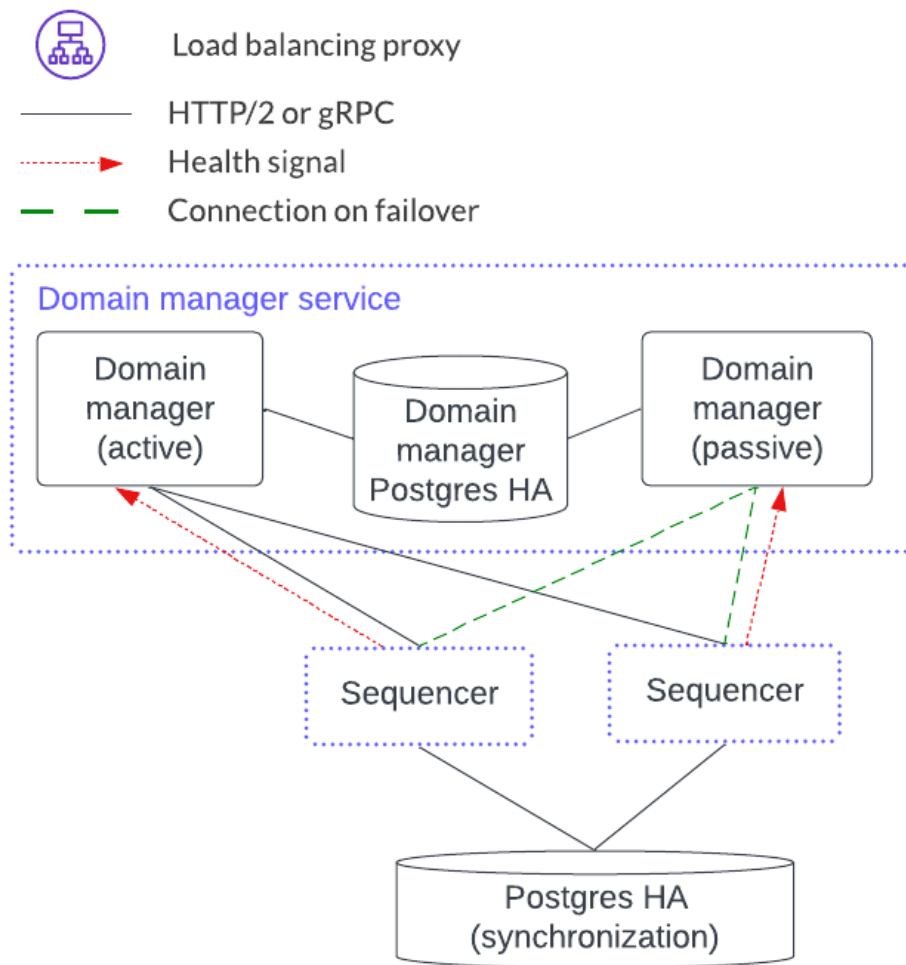 Load balancing proxy
HTTP/2 or gRPC
Health signal
Connection on failover
Domain manager service
Domain
manager
(active)
Domain
manager
Postgres HA
Domain
manager
(passive)
Sequencer
Sequencer
Postgres HA
(synchronization)